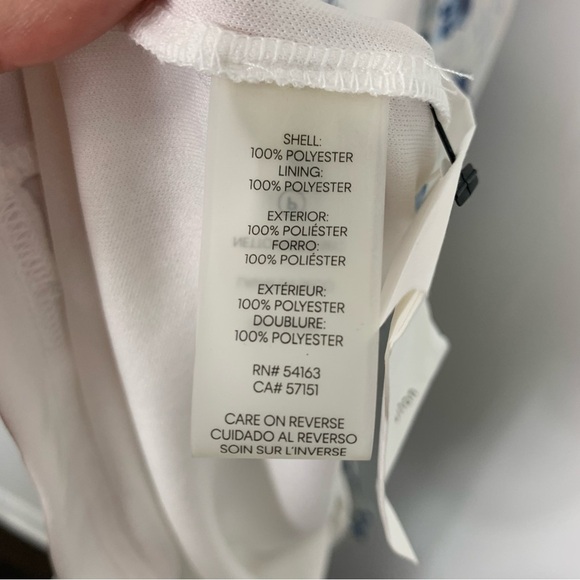 SHELL:
100% POLYESTER
LINING:
100% POLYESTER
EXTERIOR:
100% POLIÉSTER
FORRO:
100% POLIÉSTER
EXTÉRIEUR:
100% POLYESTER
DOUBLURE:
100% POLYESTER
RN# 54163
CA# 57151
CARE ON REVERSE
CUIDADO AL REVERSO
SOIN SUR L'INVERSE